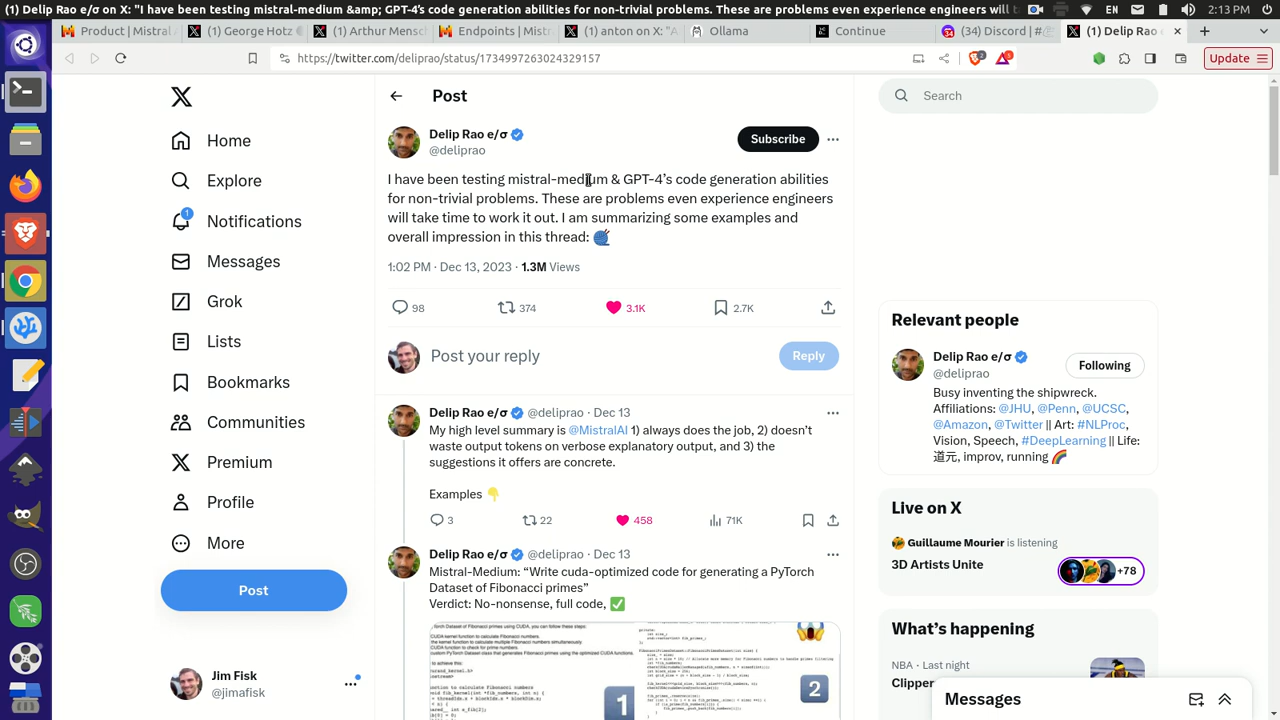 (1) Delip Rao e/σ on X: "I have been testing mistral-medium &amp; GPT-4's code generation abilities for non-trivial problems. These are problems even experience engineers will t
2:13 PM
Product | Mistral A
(1) George Hotz
(1) Arthur Mensch
Endpoints | Mistr
(1) anton on X: "A
Ollama
Continue
(34) Discord | #
(1) Delip Rao
https://twitter.com/deliprao/status/1734997263024329157
Update
Home
Explore
Notifications
1
Messages
Grok
Lists
Bookmarks
Communities
Premium
Profile
More
Post
Post
Delip Rao e/σ
@deliprao
Subscribe
I have been testing mistral-medium & GPT-4's code generation abilities
for non-trivial problems. These are problems even experience engineers
will take time to work it out. I am summarizing some examples and
overall impression in this thread:
1:02 PM · Dec 13, 2023 · 1.3M Views
98
374
3.1K
2.7K
Post your reply
Reply
Delip Rao e/σ @deliprao · Dec 13
My high level summary is @MistralAI 1) always does the job, 2) doesn't
waste output tokens on verbose explanatory output, and 3) the
suggestions it offers are concrete.
Examples
3
22
458
71K
Delip Rao e/σ @deliprao · Dec 13
Mistral-Medium: "Write cuda-optimized code for generating a PyTorch
Dataset of Fibonacci primes"
Verdict: No-nonsense, full code,
1
2
Search
Relevant people
Delip Rao e/σ
@deliprao
Following
Busy inventing the shipwreck.
Affiliations: @JHU, @Penn, @UCSC,
@Amazon, @Twitter || Art: #NLProc,
Vision, Speech, #DeepLearning || Life:
道元, improv, running
Live on X
Guillaume Mourier is listening
3D Artists Unite
+78
What's happening
Last night
Clipper
Messages